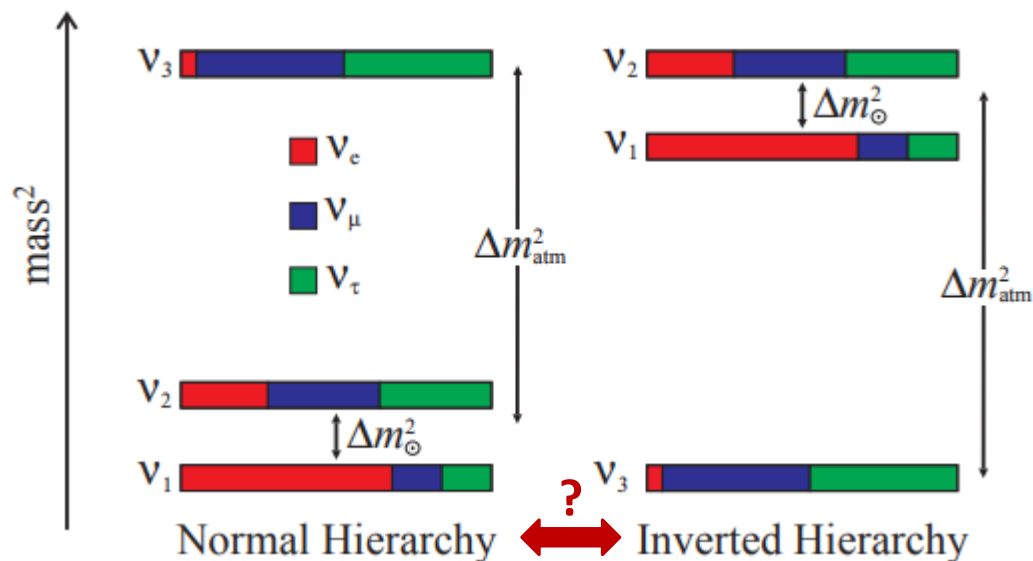 mass²
ν₃
νₑ
ν_μ
ν_τ
Δm²_atm
ν₂
Δm²_⊙
ν₁
Normal Hierarchy
?
ν₂
Δm²_⊙
ν₁
Δm²_atm
ν₃
Inverted Hierarchy